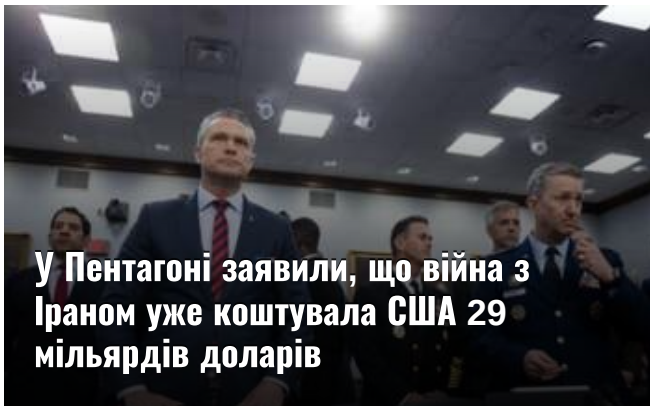 У Пентагоні заявили, що війна з
Іраном уже коштувала США 29
мільярдів доларів